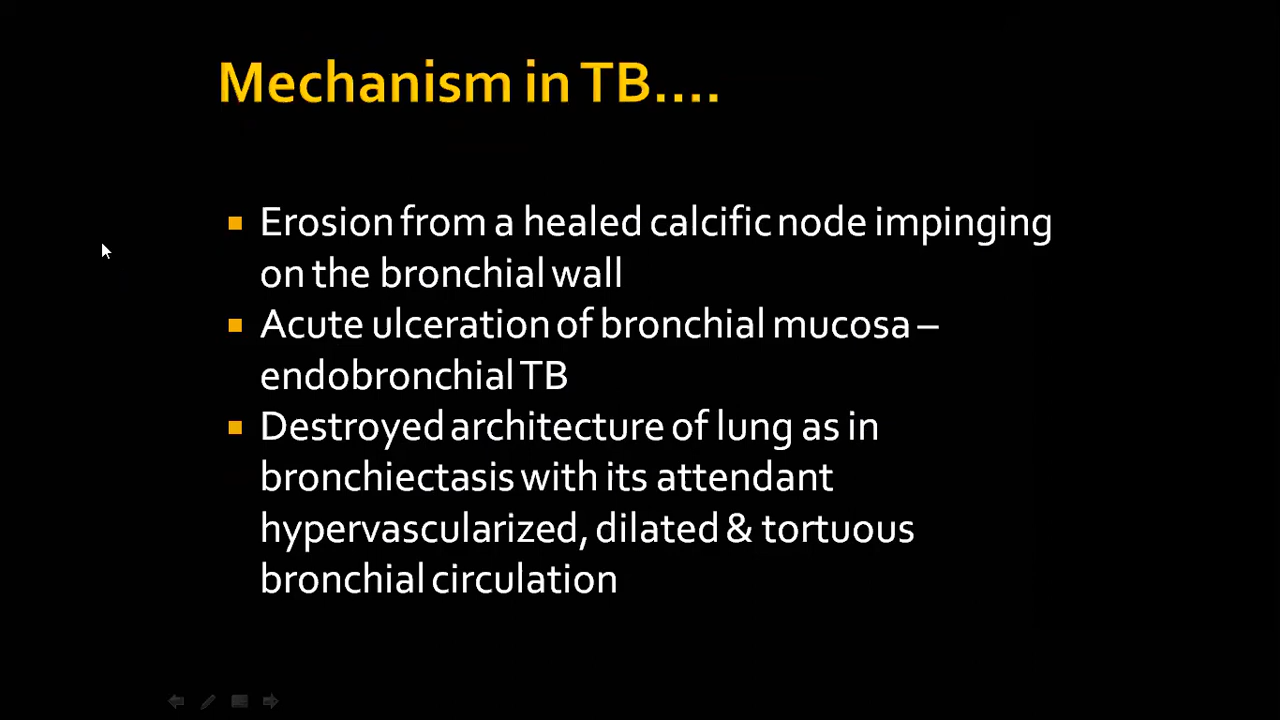 Mechanism in TB....
Erosion from a healed calcific node impinging
on the bronchial wall
Acute ulceration of bronchial mucosa –
endobronchial TB
Destroyed architecture of lung as in
bronchiectasis with its attendant
hypervascularized, dilated & tortuous
bronchial circulation